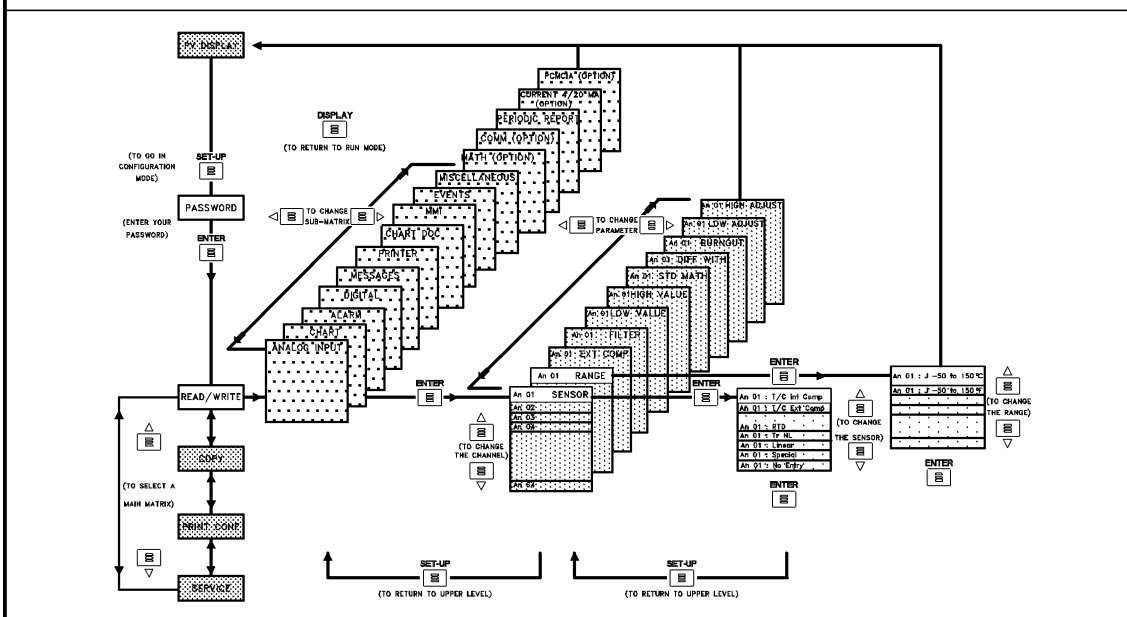 PV DISPLAY
PCMCIA (OPTION)
CURRENT 4/20 MA
(OPTION)
PERIODIC REPORT
COMM (OPTION)
MATH (OPTION)
MISCELLANEOUS
EVENTS
MMI
CHART DOC
PRINTER
MESSAGES
DIGITAL
ALARM
CHART
ANALOG INPUT
DISPLAY
(TO RETURN TO RUN MODE)
(TO GO IN
CONFIGURATION
MODE)
SET-UP
PASSWORD
(ENTER YOUR
PASSWORD)
ENTER
TO CHANGE
SUB-MATRIX
TO CHANGE
PARAMETER
An 01 HIGH ADJUST
An 01 LOW ADJUST
An 01 : BURNOUT
An 01 : DIFF WITH
An 01 : STD MATH
An 01 HIGH VALUE
An 01 LOW VALUE
An 01 : FILTER
An 01 : EXT COMP
An 01 RANGE
An 01 SENSOR
An 02
An 03
An 04
An 64
READ/WRITE
COPY
PRINT CONF
SERVICE
(TO SELECT A
MAIN MATRIX)
ENTER
(TO CHANGE
THE CHANNEL)
ENTER
An 01 : T/C Int Comp
An 01 : T/C Ext Comp
An 01 : RTD
An 01 : Tr NL
An 01 : Linear
An 01 : Special
An 01 : No Entry
ENTER
(TO CHANGE
THE SENSOR)
ENTER
An 01 : J -50 to 150 °C
An 01 : J -50 to 150 °F
(TO CHANGE
THE RANGE)
ENTER
SET-UP
(TO RETURN TO UPPER LEVEL)
SET-UP
(TO RETURN TO UPPER LEVEL)